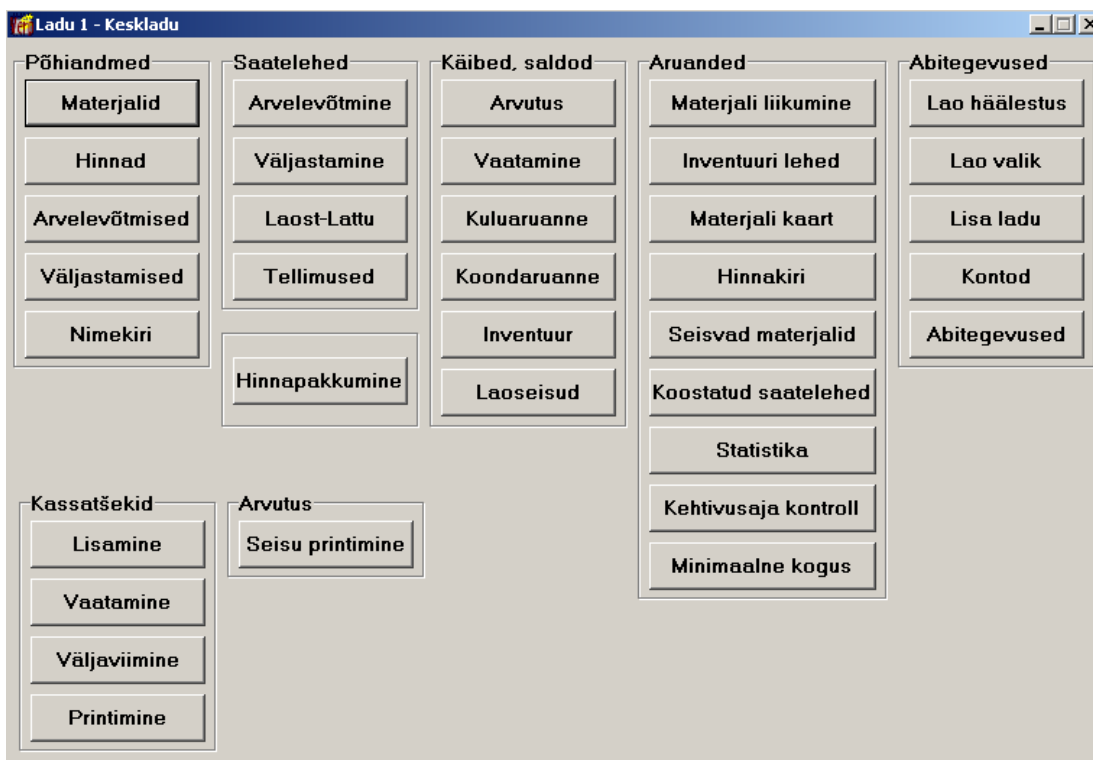 Ladu 1 - Keskladu
Põhiandmed
Materjalid
Hinnad
Arvelevõtmised
Väljastamised
Nimekiri
Saatelehed
Arvelevõtmine
Väljastamine
Laost-Lattu
Tellimused
Hinnapakkumine
Käibed, saldod
Arvutus
Vaatamine
Kuluaruanne
Koondaruanne
Inventuur
Laoseisud
Aruanded
Materjali liikumine
Inventuuri lehed
Materjali kaart
Hinnakiri
Seisvad materjalid
Koostatud saatelehed
Statistika
Kehtivusaja kontroll
Minimaalne kogus
Abitegevused
Lao häälestus
Lao valik
Lisa ladu
Kontod
Abitegevused
Kassatšekid
Lisamine
Vaatamine
Väljaviimine
Printimine
Arvutus
Seisu printimine